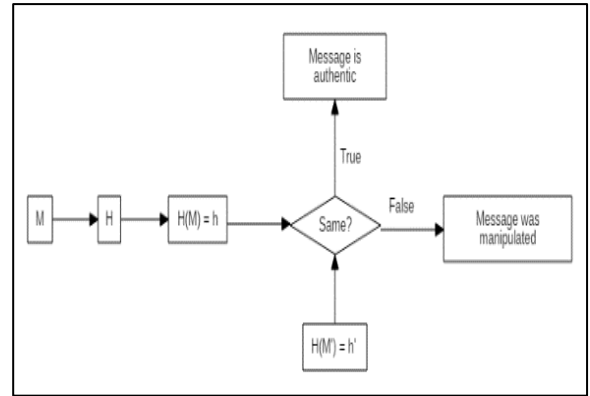 Message is
authentic
True
M
H
H(M) = h
Same?
False
Message was
manipulated
H(M') = h'